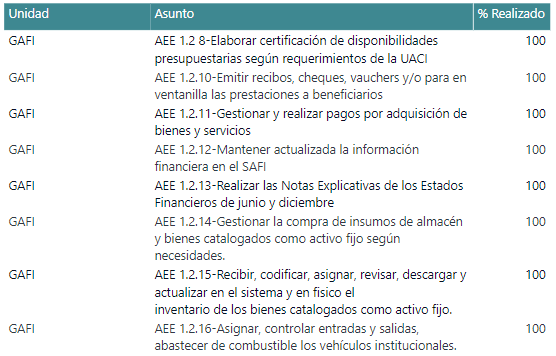 Unidad Asunto % Realizado
GAFI AEE 1.2 8-Elaborar certificación de disponibilidades 100
presupuestarias según requerimientos de la UACI
GAFI AEE 1.2.10-Emitir recibos, cheques, vauchers y/o para en 100
ventanilla las prestaciones a beneficiarios
GAFI AEE 1.2.11-Gestionar y realizar pagos por adquisición de 100
bienes y servicios
GAFI AEE 1.2.12-Mantener actualizada la información 100
financiera en el SAFI
GAFI AEE 1.2.13-Realizar las Notas Explicativas de los Estados 100
Financieros de junio y diciembre
GAFI AEE 1.2.14-Gestionar la compra de insumos de almacén 100
y bienes catalogados como activo fijo según
necesidades.
GAFI AEE 1.2.15-Recibir, codificar, asignar, revisar, descargar y 100
actualizar en el sistema y en fisico el
inventario de los bienes catalogados como activo fijo.
GAFI AEE 1.2.16-Asignar, controlar entradas y salidas, 100
abastecer de combustible los vehículos institucionales.